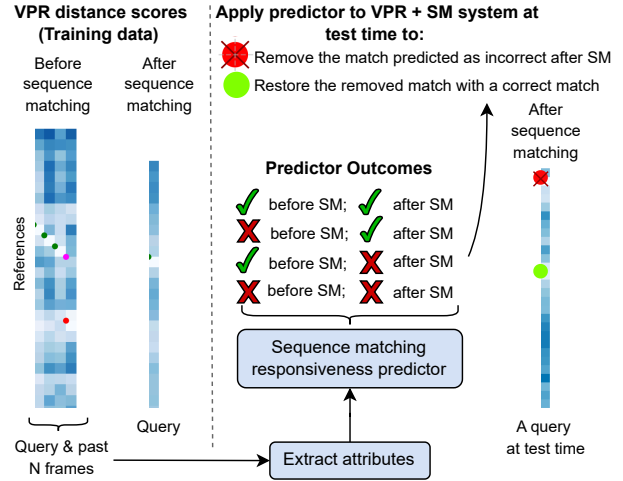 VPR distance scores
(Training data)
Before
sequence
matching
After
sequence
matching
References
Query
Query & past
N frames
Apply predictor to VPR + SM system at
test time to:
Remove the match predicted as incorrect after SM
Restore the removed match with a correct match
Predictor Outcomes
before SM; after SM
before SM; after SM
before SM; after SM
before SM; after SM
Sequence matching
responsiveness predictor
Extract attributes
After
sequence
matching
A query
at test time